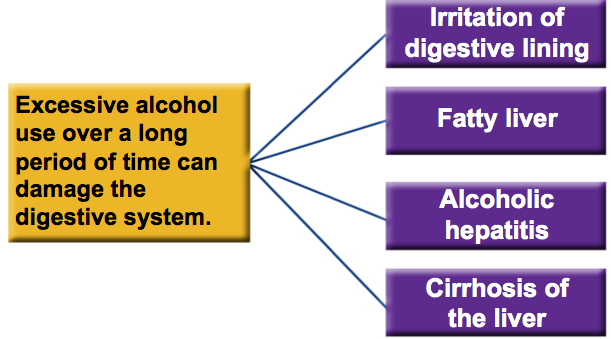 Excessive alcohol
use over a long
period of time can
damage the
digestive system.
Irritation of
digestive lining
Fatty liver
Alcoholic
hepatitis
Cirrhosis of
the liver